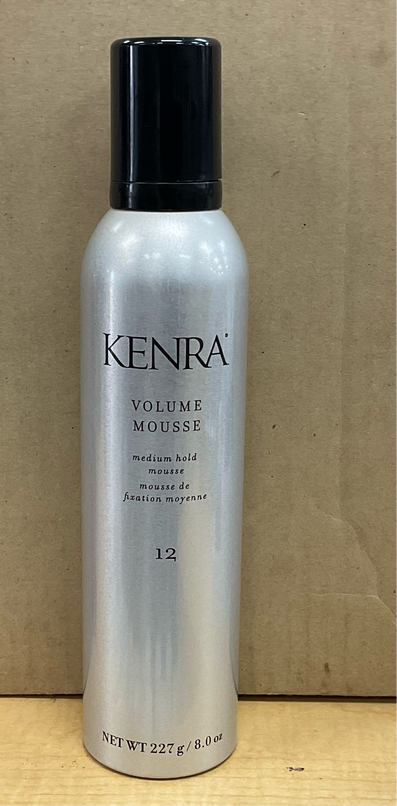 KENRA®
VOLUME
MOUSSE
medium hold
mousse
mousse de
fixation moyenne
12
NET WT 227 g / 8.0 oz